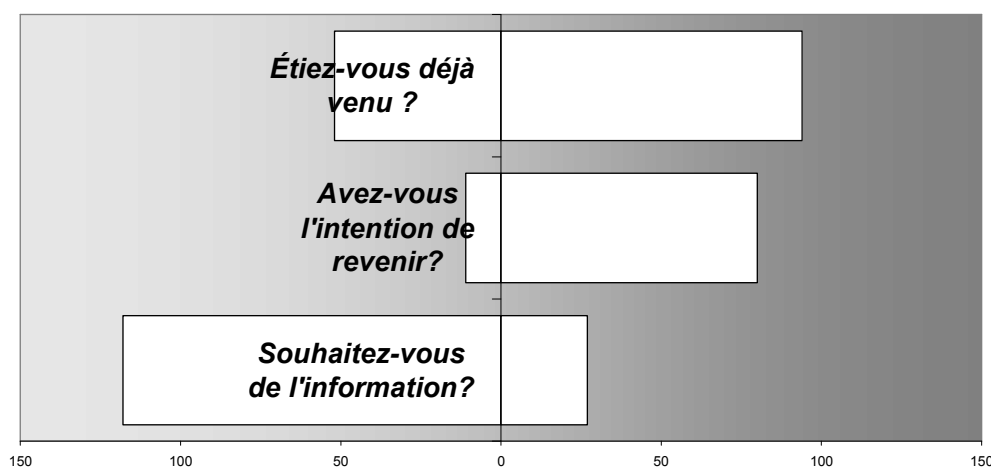 Étiez-vous déjà
venu ?
Avez-vous
l'intention de
revenir?
Souhaitez-vous
de l'information?
150 100 50 0 50 100 150